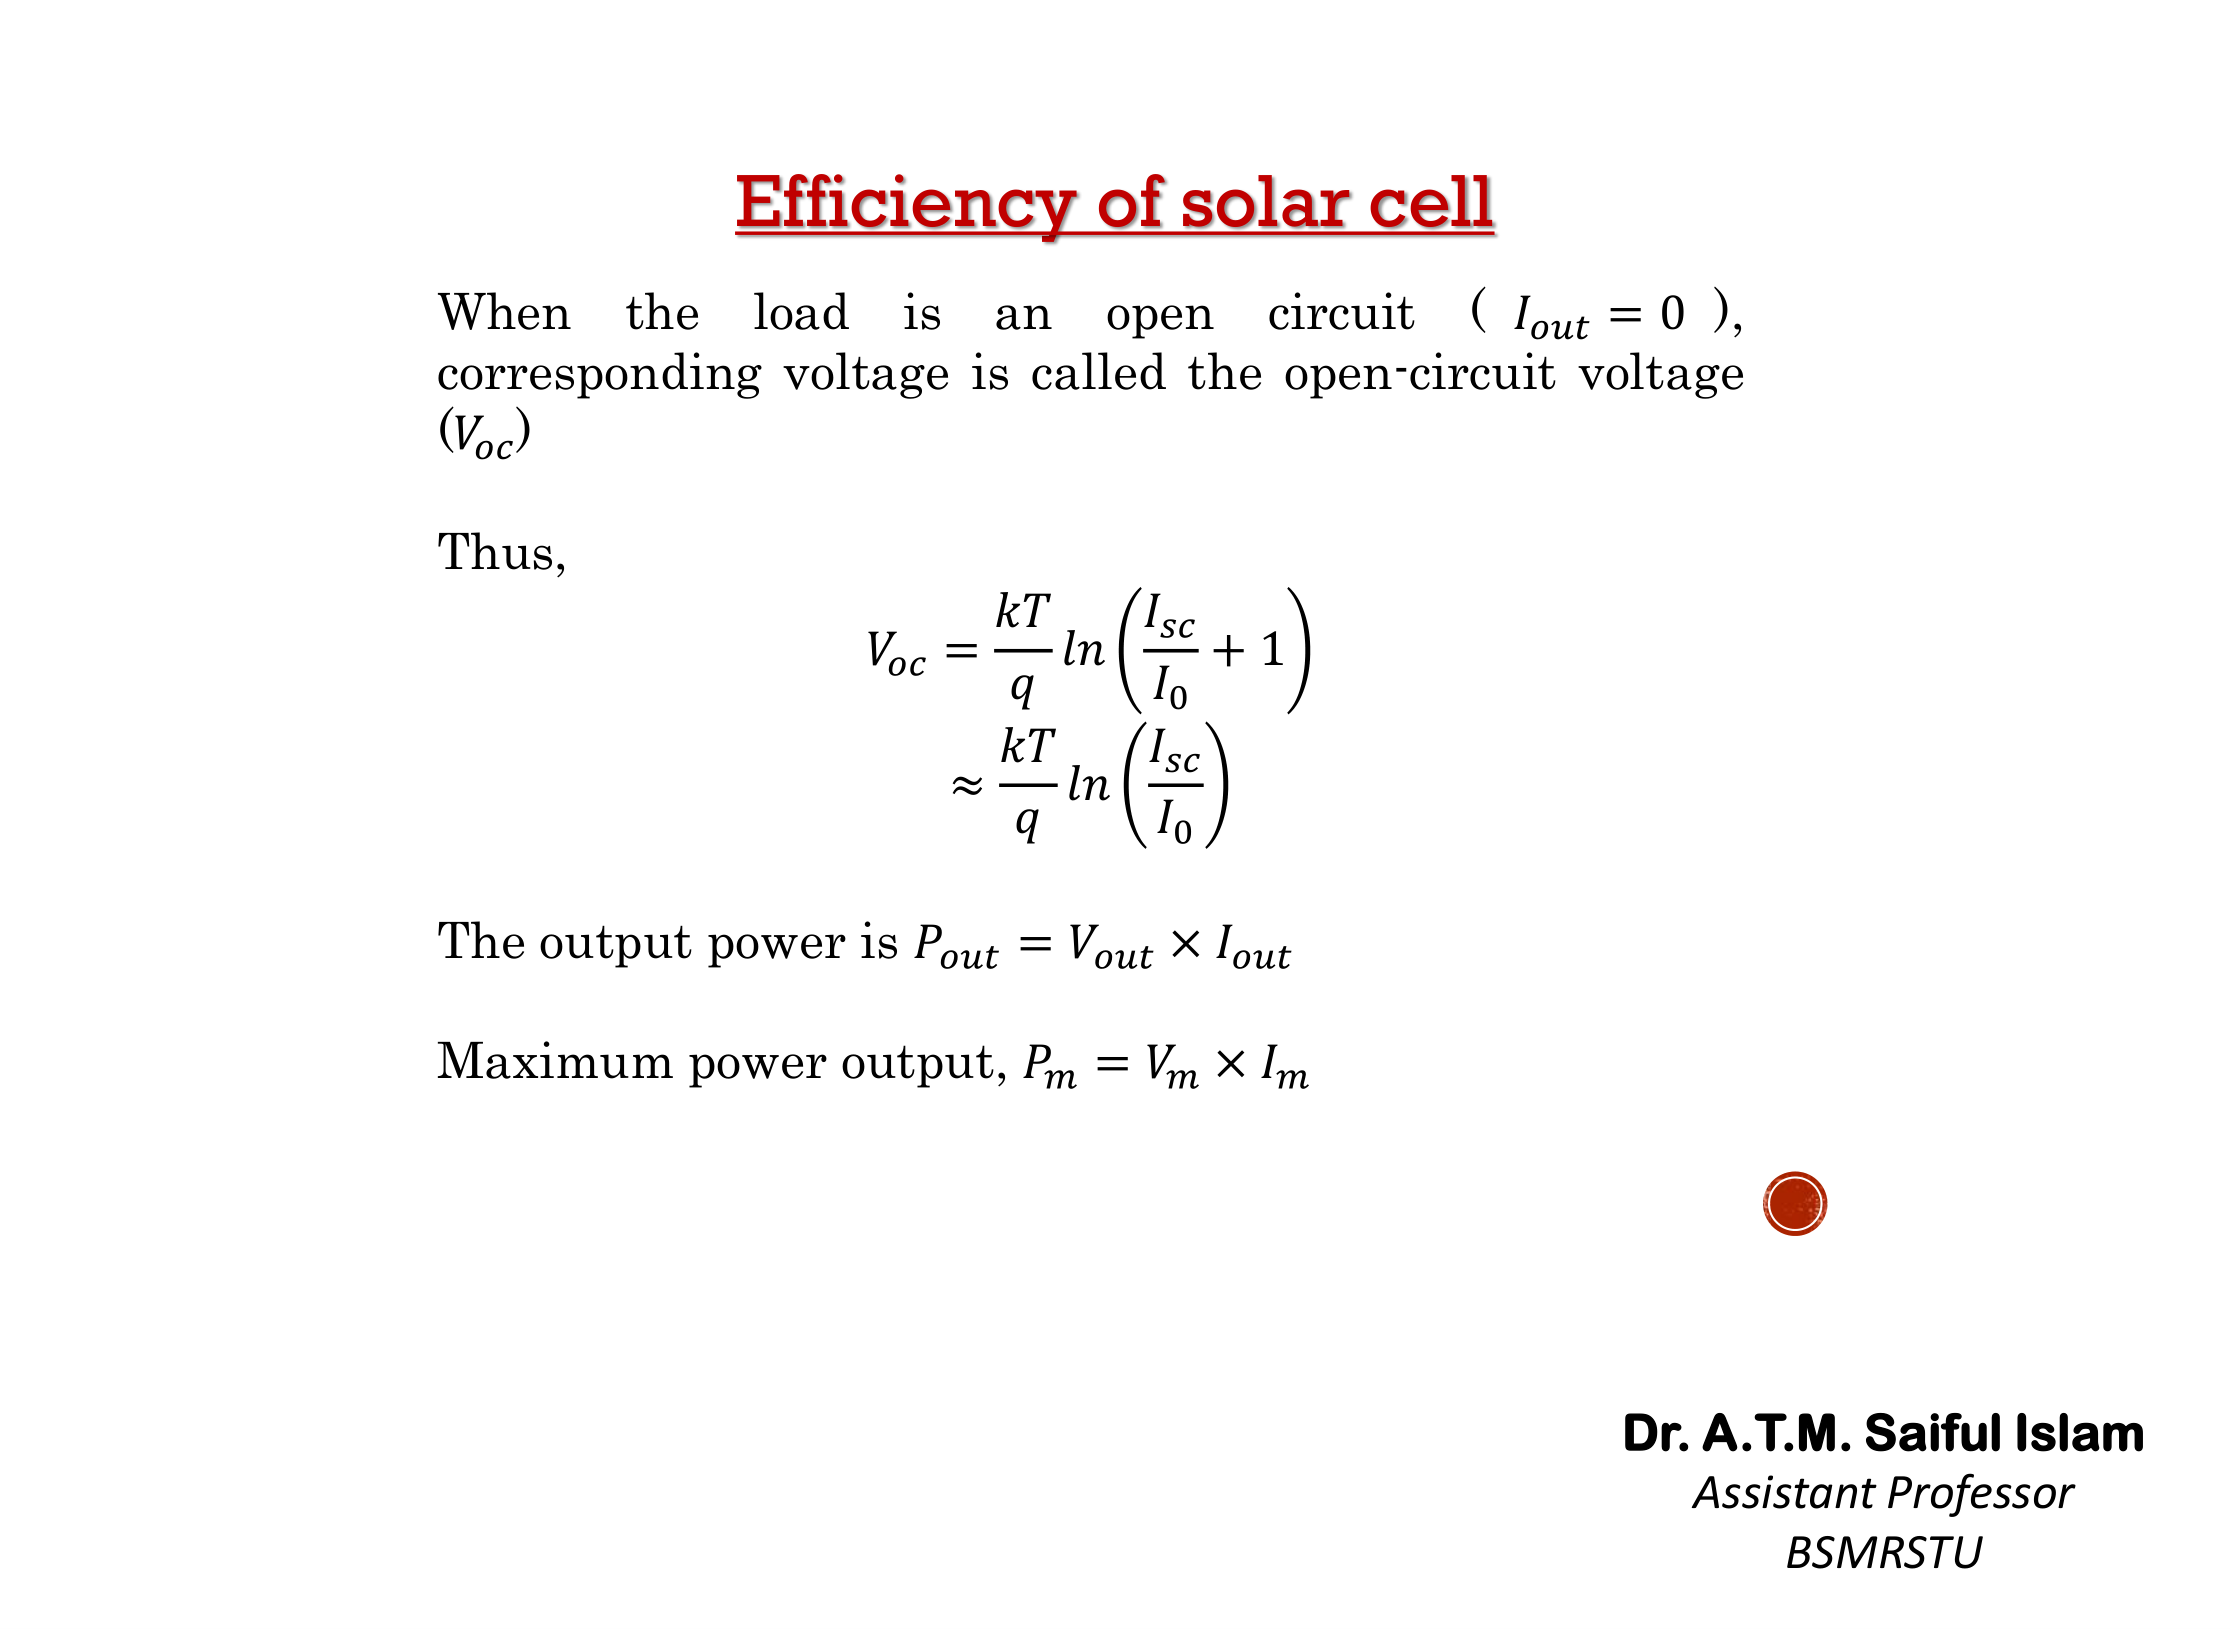 Efficiency of solar cell
When the load is an open circuit ( I_out = 0 ),
corresponding voltage is called the open-circuit voltage
(V_oc)
Thus,
V_oc = kT/q ln(I_sc/I_0 + 1)
≈ kT/q ln(I_sc/I_0)
The output power is P_out = V_out × I_out
Maximum power output, P_m = V_m × I_m
Dr. A.T.M. Saiful Islam
Assistant Professor
BSMRSTU